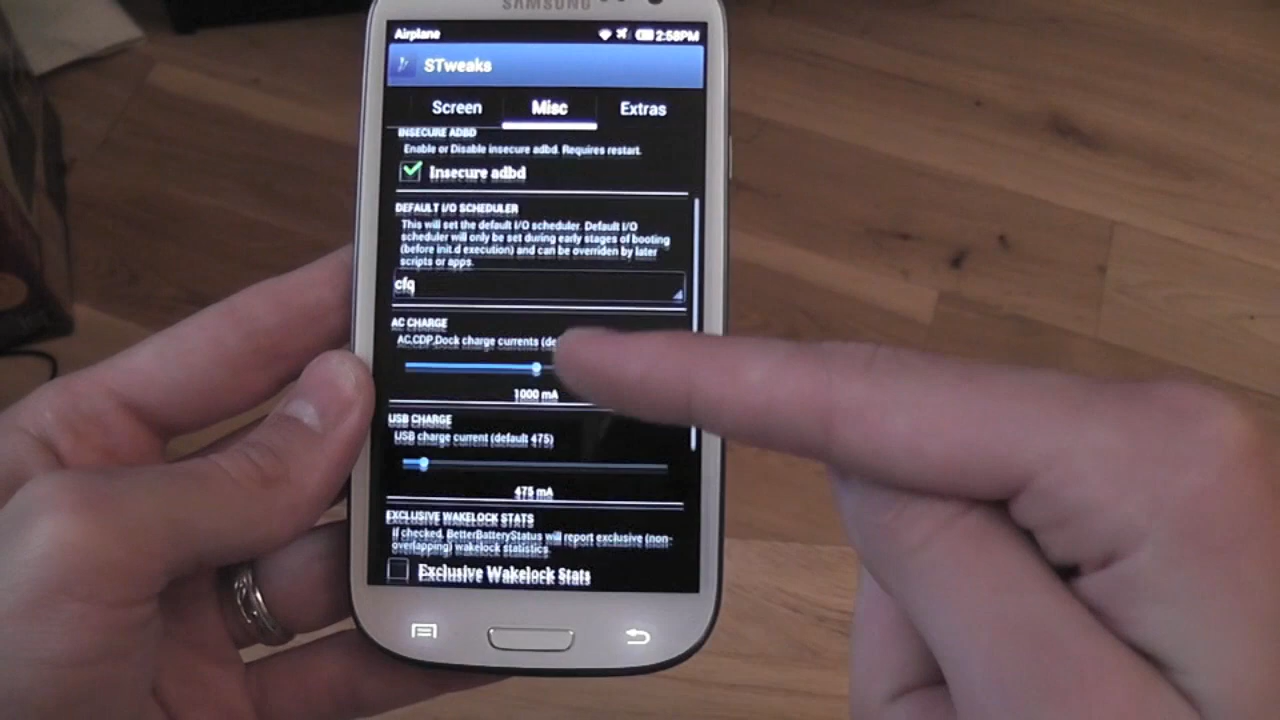 SAMSUNG
Airplane 2:58PM
STweaks
Screen Misc Extras
INSECURE ADBD
Enable or Disable insecure adbd. Requires restart.
Insecure adbd
DEFAULT I/O SCHEDULER
This will set the default I/O scheduler. Default I/O
scheduler will only be set during early stages of booting
(before init.d execution) and can be overriden by later
scripts or apps.
cfq
AC CHARGE
AC,CDP,Dock charge currents (de
1000 mA
USB CHARGE
USB charge current (default 475)
475 mA
EXCLUSIVE WAKELOCK STATS
If checked, BetterBatteryStatus will report exclusive (non-
overlapping) wakelock statistics.
Exclusive Wakelock Stats